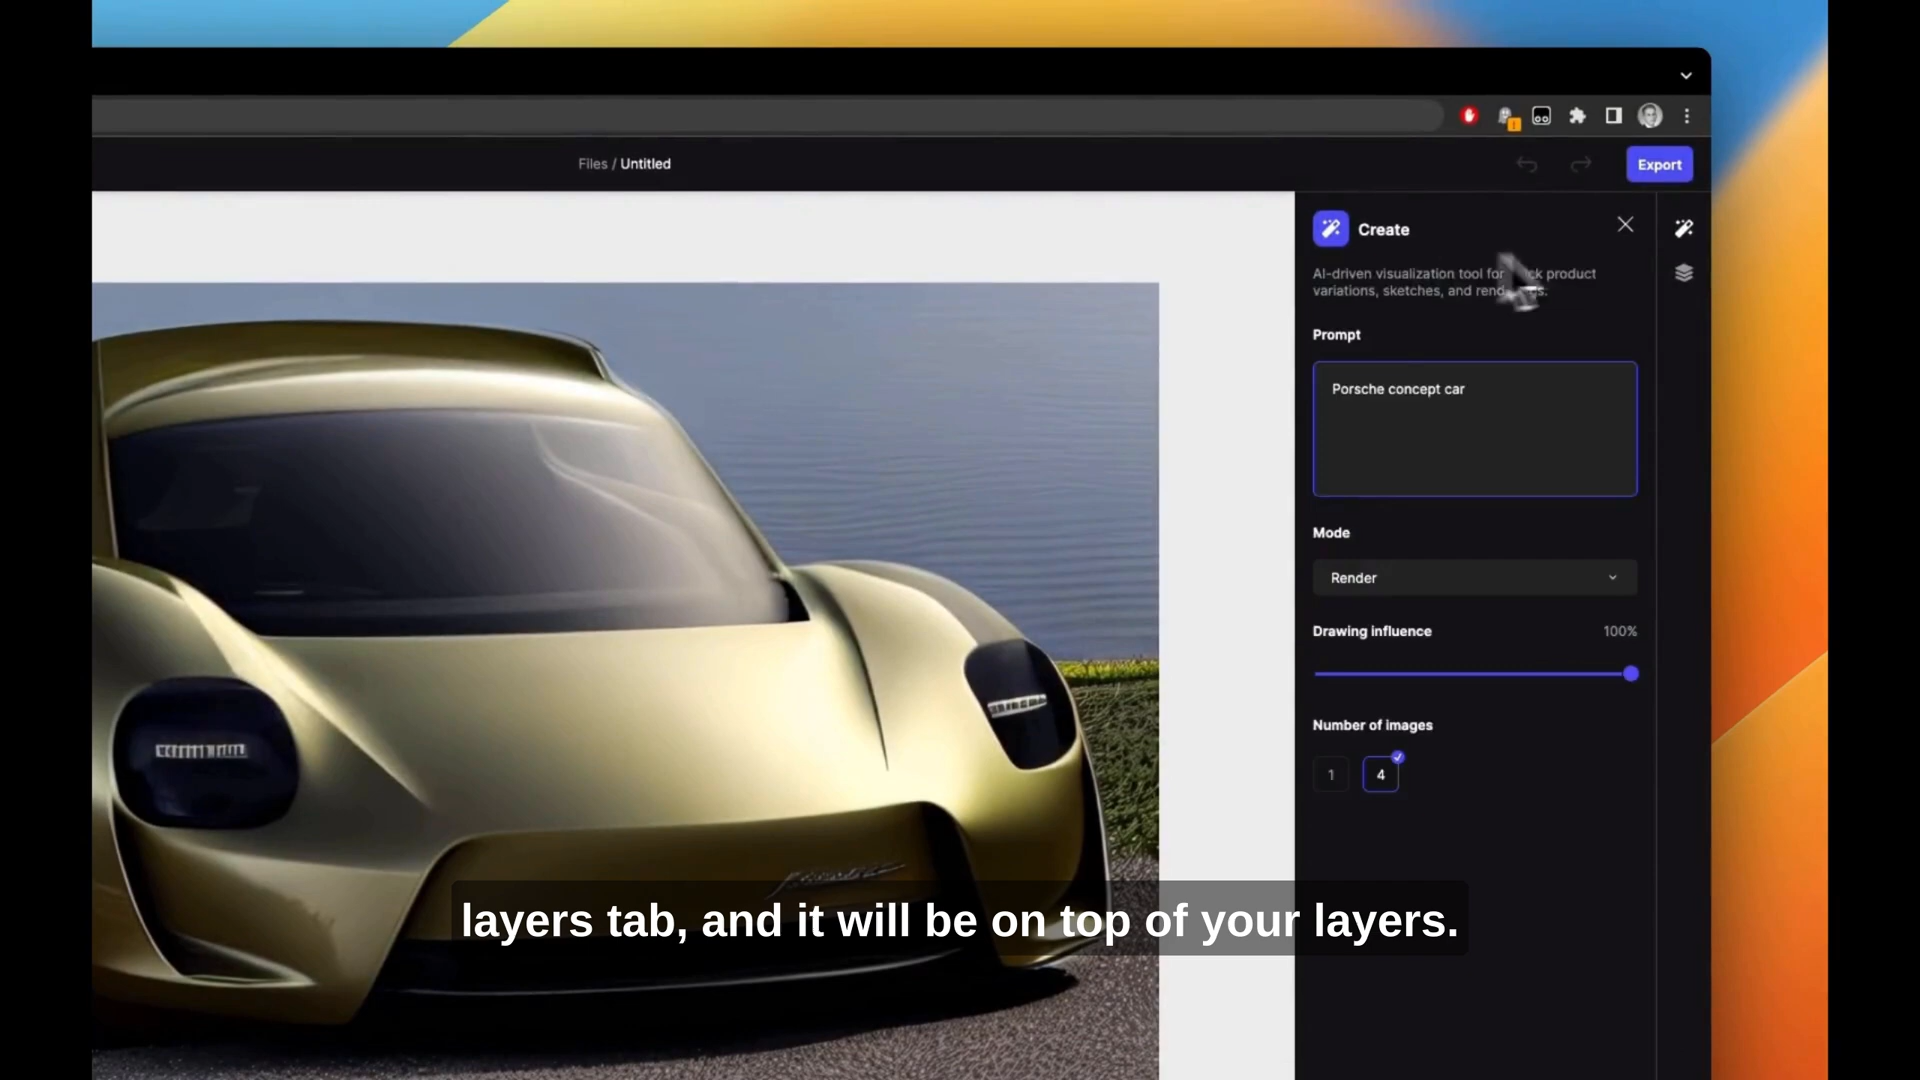 Files / Untitled
Export
Create
AI-driven visualization tool for product
variations, sketches, and
Prompt
Porsche concept car
Mode
Render
Drawing influence 100%
Number of images
1 4
layers tab, and it will be on top of your layers.